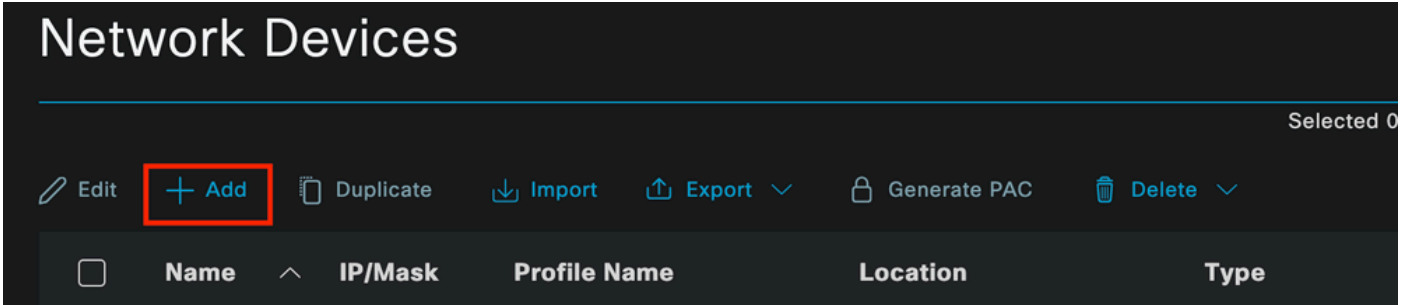 Network Devices
Selected 0
Edit Add Duplicate Import Export Generate PAC Delete
Name IP/Mask Profile Name Location Type